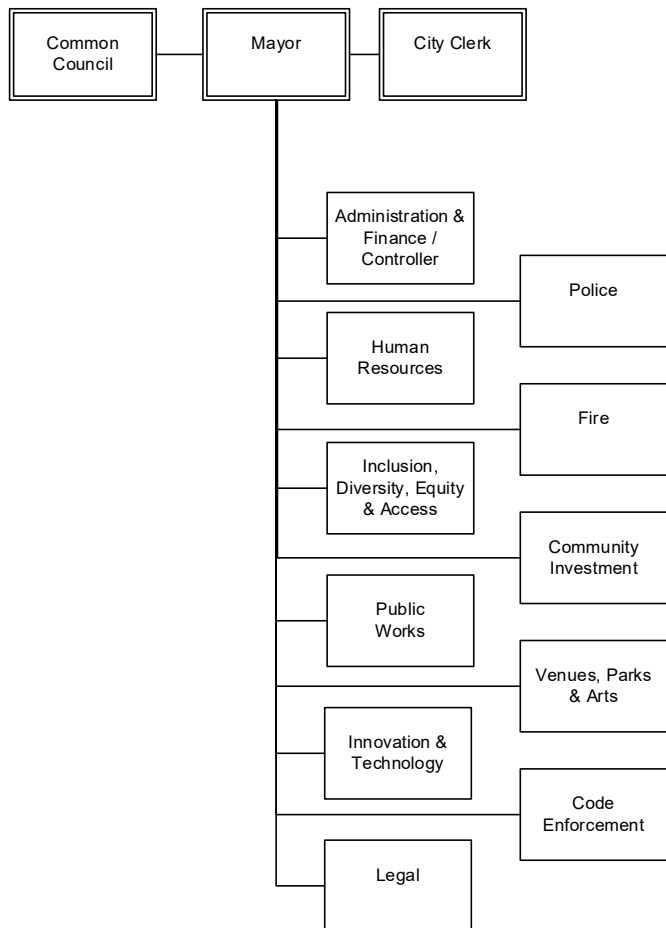 Common
Council
Mayor
City Clerk
Administration &
Finance /
Controller
Police
Human
Resources
Fire
Inclusion,
Diversity, Equity
& Access
Community
Investment
Public
Works
Venues, Parks
& Arts
Innovation &
Technology
Code
Enforcement
Legal